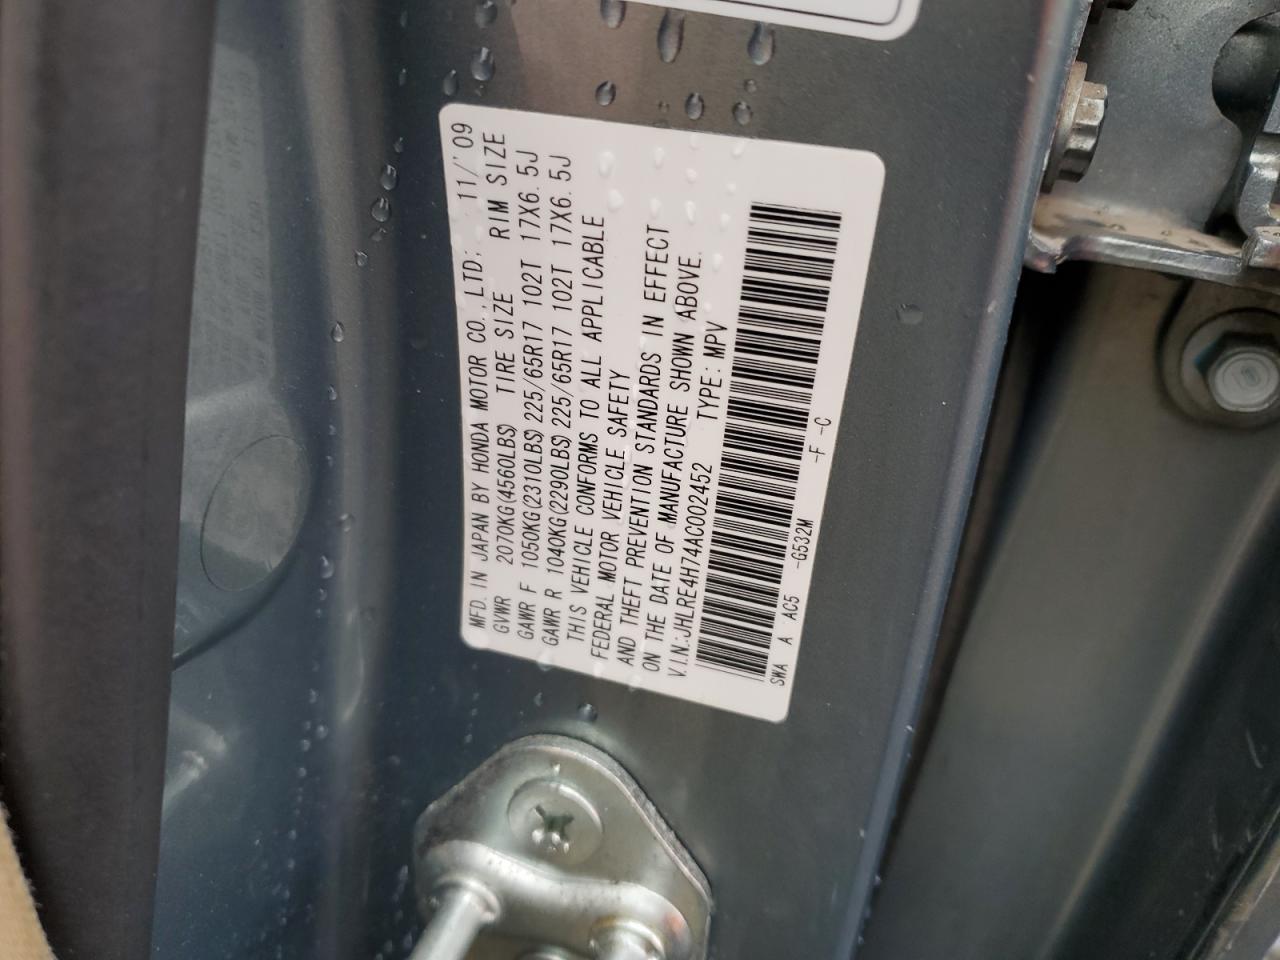 MFD. IN JAPAN BY HONDA MOTOR CO., LTD; 11/'09
GVWR 2070KG(4560LBS) TIRE SIZE RIM SIZE
GAWR F 1050KG(2310LBS) 225/65R17 102T 17X6.5J
GAWR R 1040KG(2290LBS) 225/65R17 102T 17X6.5J
THIS VEHICLE CONFORMS TO ALL APPLICABLE
FEDERAL MOTOR VEHICLE SAFETY
AND THEFT PREVENTION STANDARDS IN EFFECT
ON THE DATE OF MANUFACTURE SHOWN ABOVE.
V.I.N.:JHLRE4H74AC002452 TYPE:MPV
SWA A AC5 -G532M -F -C